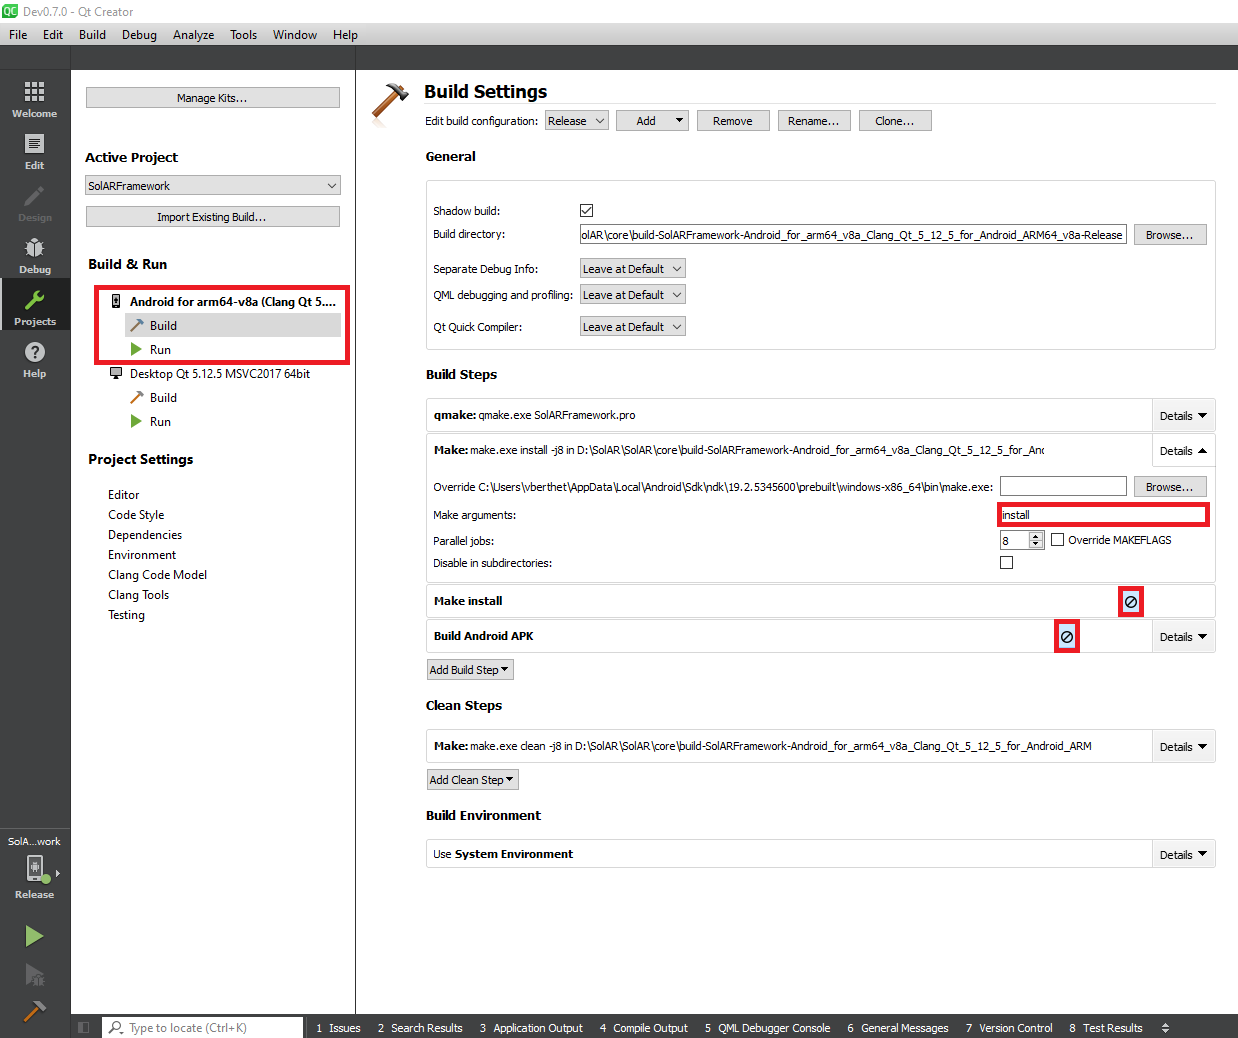 Dev0.7.0 - Qt Creator
File Edit Build Debug Analyze Tools Window Help
Welcome
Edit
Design
Debug
Projects
Help
SolA...work
Release
Manage Kits...
Active Project
SolARFramework
Import Existing Build...
Build & Run
Android for arm64-v8a (Clang Qt 5....
Build
Run
Desktop Qt 5.12.5 MSVC2017 64bit
Build
Run
Project Settings
Editor
Code Style
Dependencies
Environment
Clang Code Model
Clang Tools
Testing
Build Settings
Edit build configuration: Release Add Remove Rename... Clone...
General
Shadow build:
Build directory: olAR\core\build-SolARFramework-Android_for_arm64_v8a_Clang_Qt_5_12_5_for_Android_ARM64_v8a-Release Browse...
Separate Debug Info: Leave at Default
QML debugging and profiling: Leave at Default
Qt Quick Compiler: Leave at Default
Build Steps
qmake: qmake.exe SolARFramework.pro Details
Make: make.exe install -j8 in D:\SolAR\SolAR\core\build-SolARFramework-Android_for_arm64_v8a_Clang_Qt_5_12_5_for_And Details
Override C:\Users\vberthet\AppData\Local\Android\Sdk\ndk\19.2.5345600\prebuilt\windows-x86_64\bin\make.exe: Browse...
Make arguments: install
Parallel jobs: 8 Override MAKEFLAGS
Disable in subdirectories:
Make install
Build Android APK Details
Add Build Step
Clean Steps
Make: make.exe clean -j8 in D:\SolAR\SolAR\core\build-SolARFramework-Android_for_arm64_v8a_Clang_Qt_5_12_5_for_Android_ARM Details
Add Clean Step
Build Environment
Use System Environment Details
Type to locate (Ctrl+K) 1 Issues 2 Search Results 3 Application Output 4 Compile Output 5 QML Debugger Console 6 General Messages 7 Version Control 8 Test Results